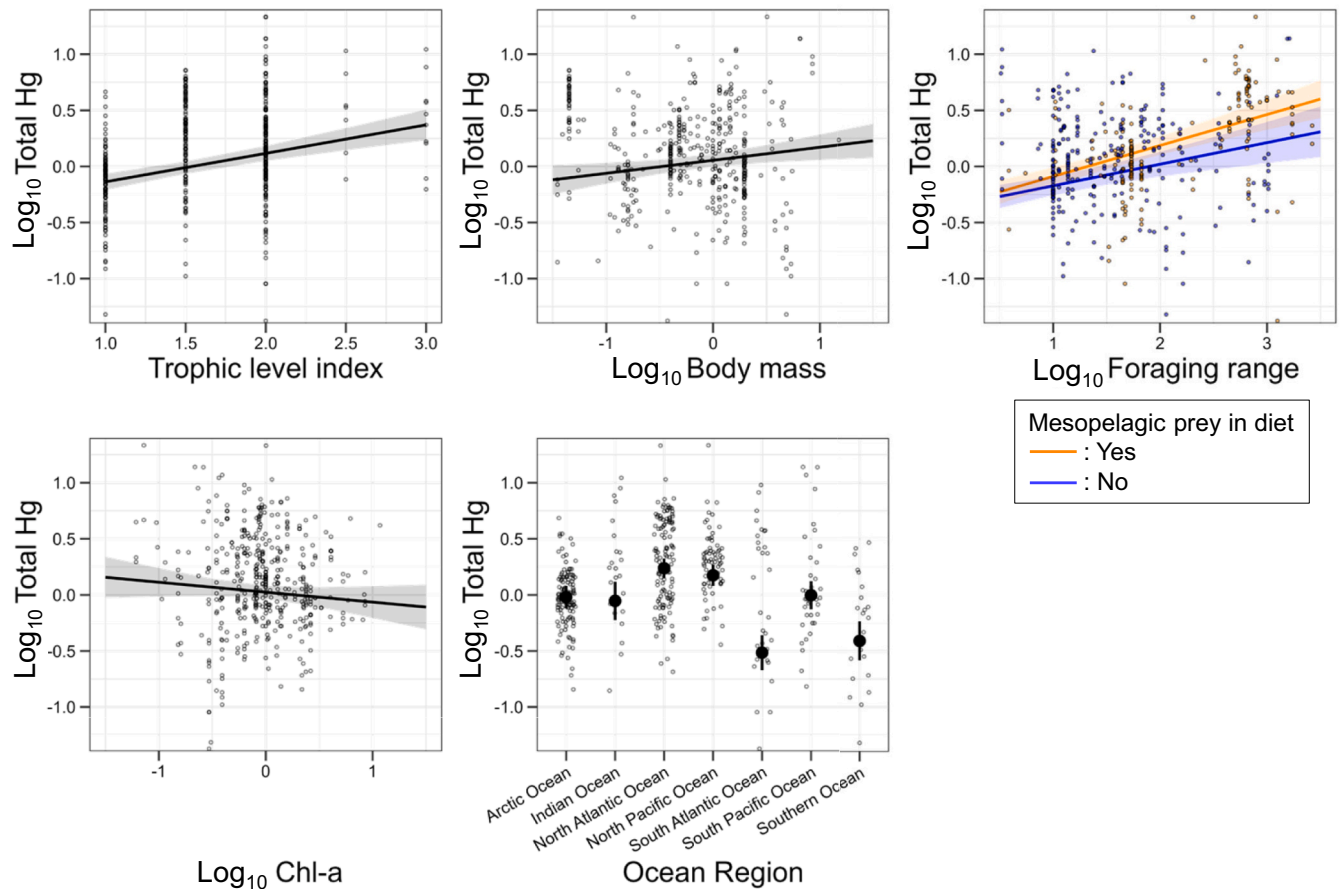 Log₁₀ Total Hg
1.0
0.5
0.0
-0.5
-1.0
1.0 1.5 2.0 2.5 3.0
Trophic level index
Log₁₀ Total Hg
1.0
0.5
0.0
-0.5
-1.0
-1 0 1
Log₁₀ Body mass
Log₁₀ Total Hg
1.0
0.5
0.0
-0.5
-1.0
1 2 3
Log₁₀ Foraging range
Mesopelagic prey in diet
: Yes
: No
Log₁₀ Total Hg
1.0
0.5
0.0
-0.5
-1.0
-1 0 1
Log₁₀ Chl-a
Log₁₀ Total Hg
1.0
0.5
0.0
-0.5
-1.0
Arctic Ocean
Indian Ocean
North Atlantic Ocean
North Pacific Ocean
South Atlantic Ocean
South Pacific Ocean
Southern Ocean
Ocean Region